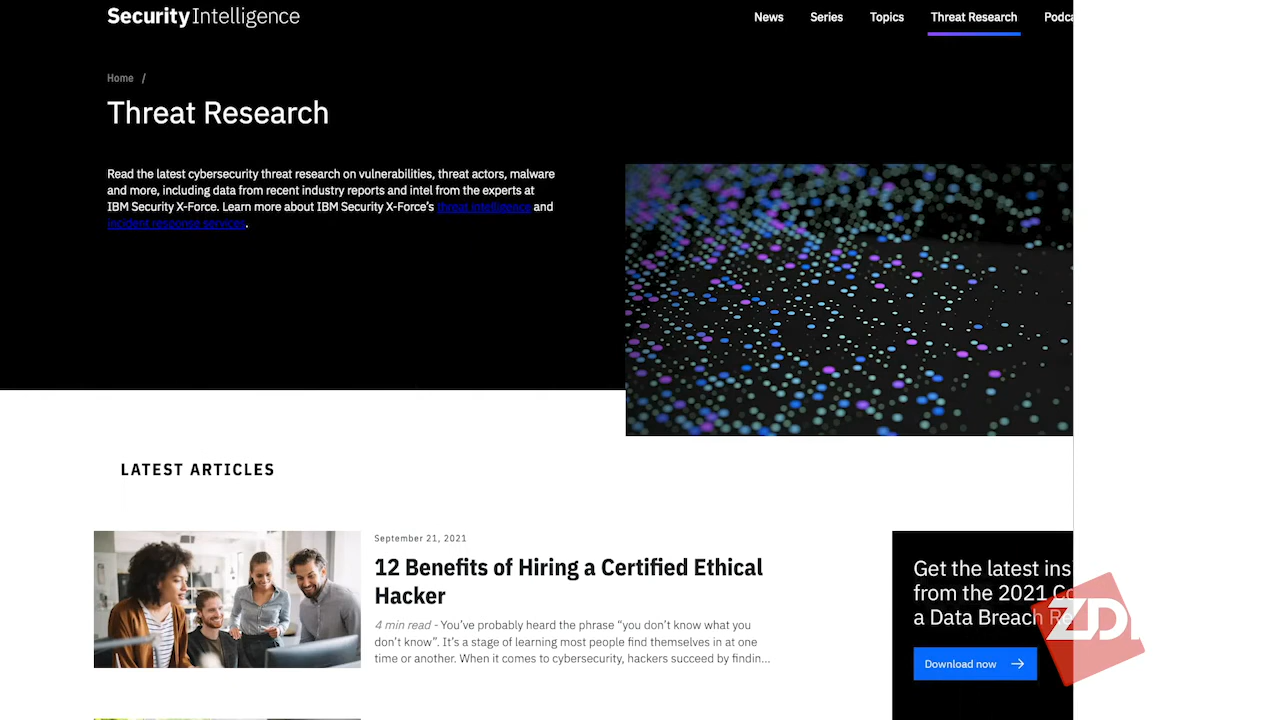 SecurityIntelligence
News Series Topics Threat Research Podca
Home /
Threat Research
Read the latest cybersecurity threat research on vulnerabilities, threat actors, malware
and more, including data from recent industry reports and intel from the experts at
IBM Security X-Force. Learn more about IBM Security X-Force's threat intelligence and
incident response services.
LATEST ARTICLES
September 21, 2021
12 Benefits of Hiring a Certified Ethical
Hacker
4 min read - You've probably heard the phrase “you don't know what you
don't know”. It's a stage of learning most people find themselves in at one
time or another. When it comes to cybersecurity, hackers succeed by findin...
Get the latest ins
from the 2021 Co
a Data Breach Re
Download now